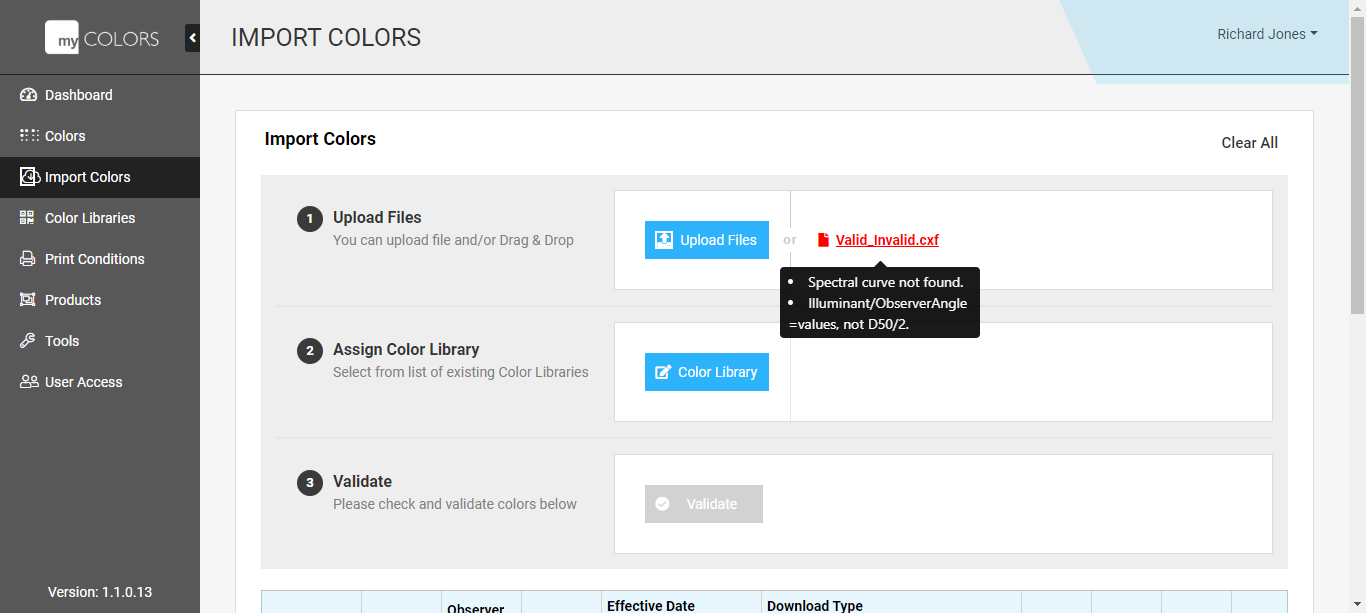 my COLORS
IMPORT COLORS
Richard Jones
Dashboard
Colors
Import Colors
Color Libraries
Print Conditions
Products
Tools
User Access
Version: 1.1.0.13
Import Colors
Clear All
1 Upload Files
You can upload file and/or Drag & Drop
Upload Files
or
Valid_Invalid.cxf
• Spectral curve not found.
• Illuminant/ObserverAngle
=values, not D50/2.
2 Assign Color Library
Select from list of existing Color Libraries
Color Library
3 Validate
Please check and validate colors below
Validate
Observer
Effective Date
Download Type